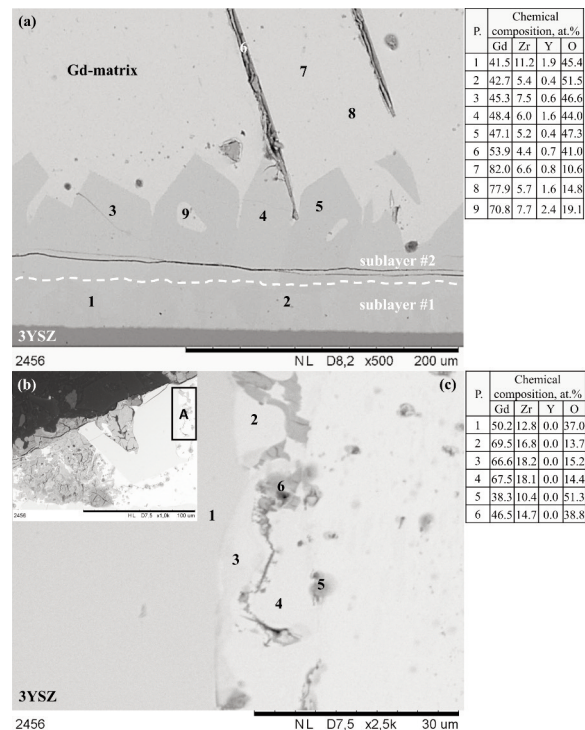 (a)
Gd-matrix
6
7
8
3
9
4
5
sublayer #2
1
2
sublayer #1
3YSZ
2456
NL D8,2 x500 200 um
P. Chemical composition, at.%
Gd Zr Y O
1 41.5 11.2 1.9 45.4
2 42.7 5.4 0.4 51.5
3 45.3 7.5 0.6 46.6
4 48.4 6.0 1.6 44.0
5 47.1 5.2 0.4 47.3
6 53.9 4.4 0.7 41.0
7 82.0 6.6 0.8 10.6
8 77.9 5.7 1.6 14.8
9 70.8 7.7 2.4 19.1
(b)
A
2456
HL D7,5 x1,0k 100 um
(c)
2
6
1
3
5
4
3YSZ
2456
NL D7,5 x2,5k 30 um
P. Chemical composition, at.%
Gd Zr Y O
1 50.2 12.8 0.0 37.0
2 69.5 16.8 0.0 13.7
3 66.6 18.2 0.0 15.2
4 67.5 18.1 0.0 14.4
5 38.3 10.4 0.0 51.3
6 46.5 14.7 0.0 38.8